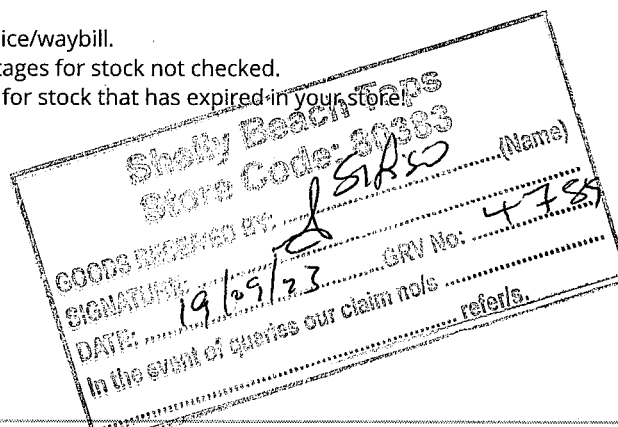 ice/waybill.
tages for stock not checked.
for stock that has expired in your store!
Shelly Beach Tops
Store Code: 30383
GOODS RECEIVED BY: (Name)
SIGNATURE:
DATE: 19/09/23 GRV No: 4789
In the event of queries our claim no/s
refer/s.